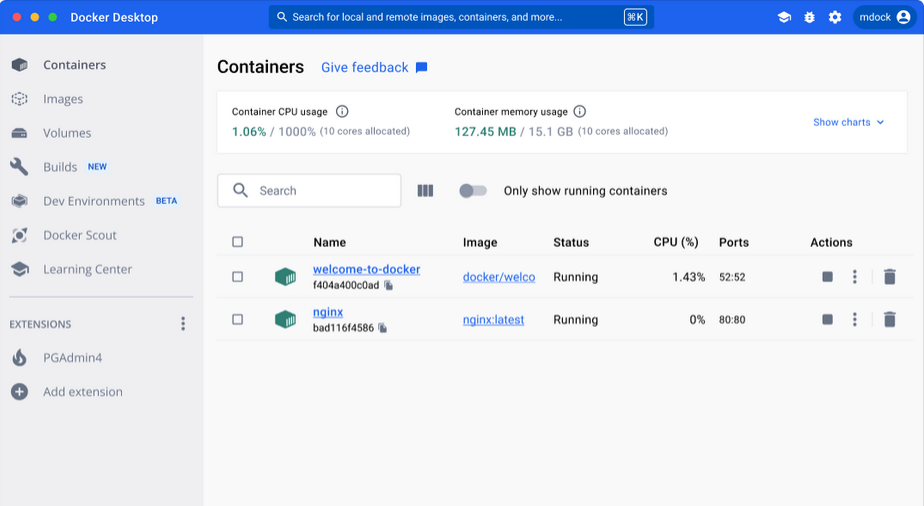 Docker Desktop
Search for local and remote images, containers, and more...
⌘K
mdock
Containers
Images
Volumes
Builds NEW
Dev Environments BETA
Docker Scout
Learning Center
EXTENSIONS
PGAdmin4
Add extension
Containers Give feedback
Container CPU usage
1.06% / 1000% (10 cores allocated)
Container memory usage
127.45 MB / 15.1 GB (10 cores allocated)
Show charts
Search
Only show running containers
Name Image Status CPU (%) Ports Actions
welcome-to-docker docker/welco Running 1.43% 52:52
f404a400c0ad
nginx nginx:latest Running 0% 80:80
bad116f4586